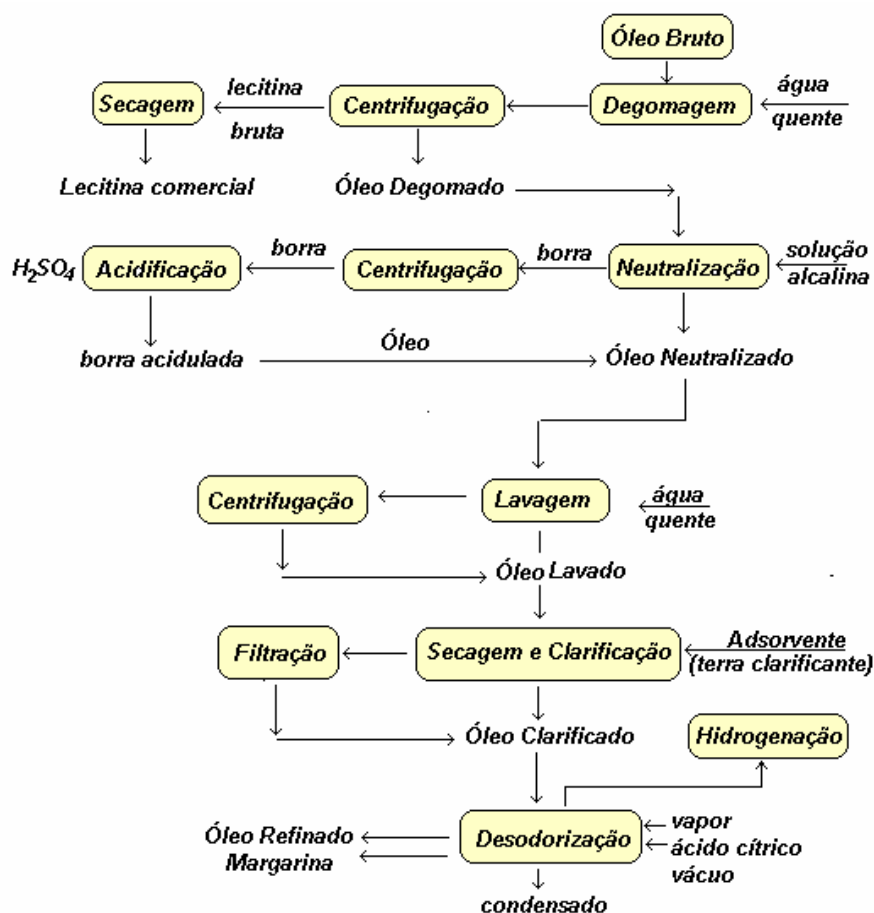 Óleo Bruto
Secagem
lecitina
bruta
Centrifugação
Degomagem
água
quente
Lecitina comercial
Óleo Degomado
H₂SO₄
Acidificação
borra
Centrifugação
borra
Neutralização
solução
alcalina
borra acidulada
Óleo
Óleo Neutralizado
Centrifugação
Lavagem
água
quente
Óleo Lavado
Filtração
Secagem e Clarificação
Adsorvente
(terra clarificante)
Óleo Clarificado
Hidrogenação
Óleo Refinado
Margarina
Desodorização
vapor
ácido cítrico
vácuo
condensado